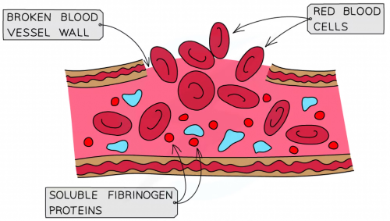 BROKEN BLOOD
VESSEL WALL
RED BLOOD
CELLS
SOLUBLE FIBRINOGEN
PROTEINS